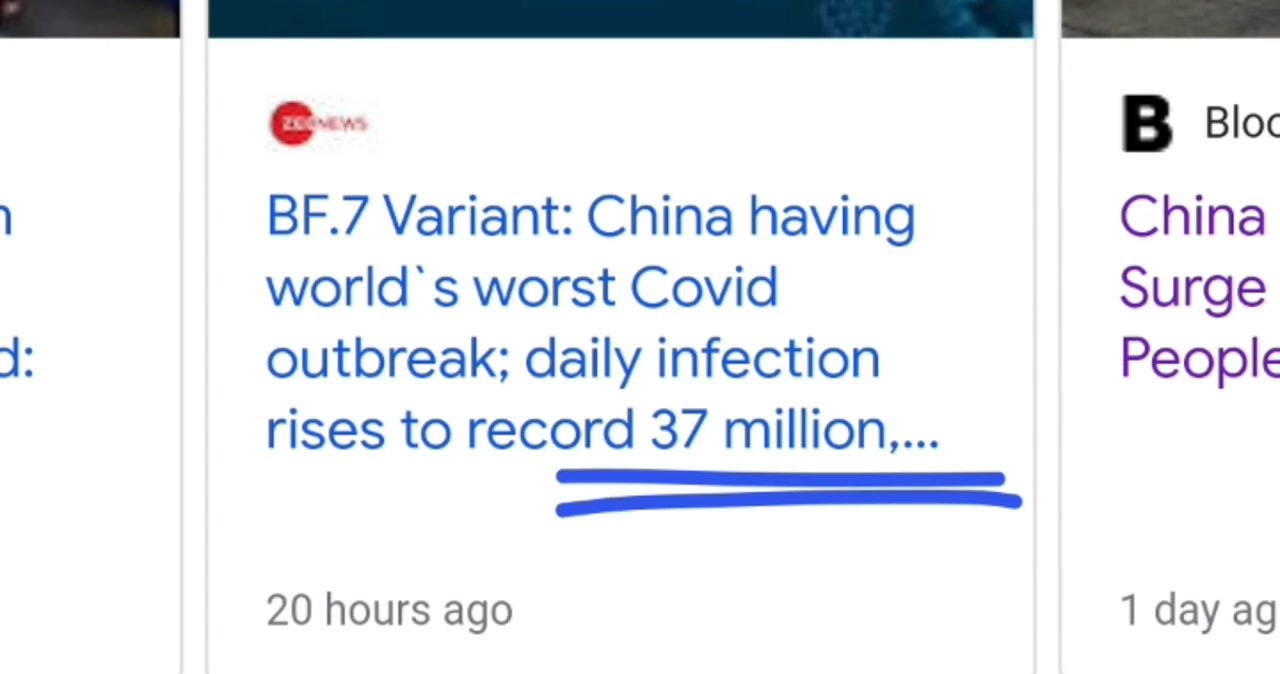 ZEE NEWS
BF.7 Variant: China having
world`s worst Covid
outbreak; daily infection
rises to record 37 million,...
20 hours ago
n
d:
B Bloo
China
Surge
People
1 day ag